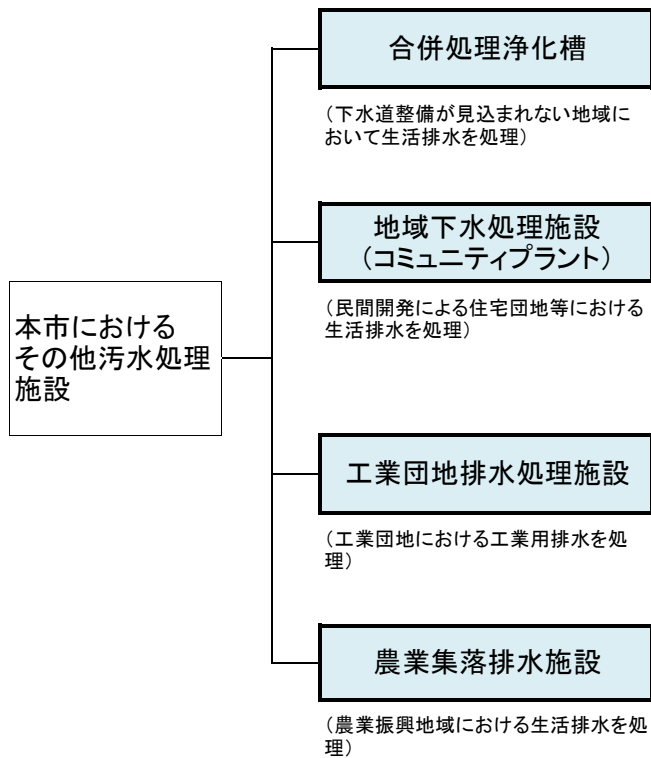 合併処理浄化槽
（下水道整備が見込まれない地域に
おいて生活排水を処理）
地域下水処理施設
（コミュニティプラント）
（民間開発による住宅団地等における
生活排水を処理）
本市における
その他汚水処理
施設
工業団地排水処理施設
（工業団地における工業用排水を処
理）
農業集落排水施設
（農業振興地域における生活排水を処
理）